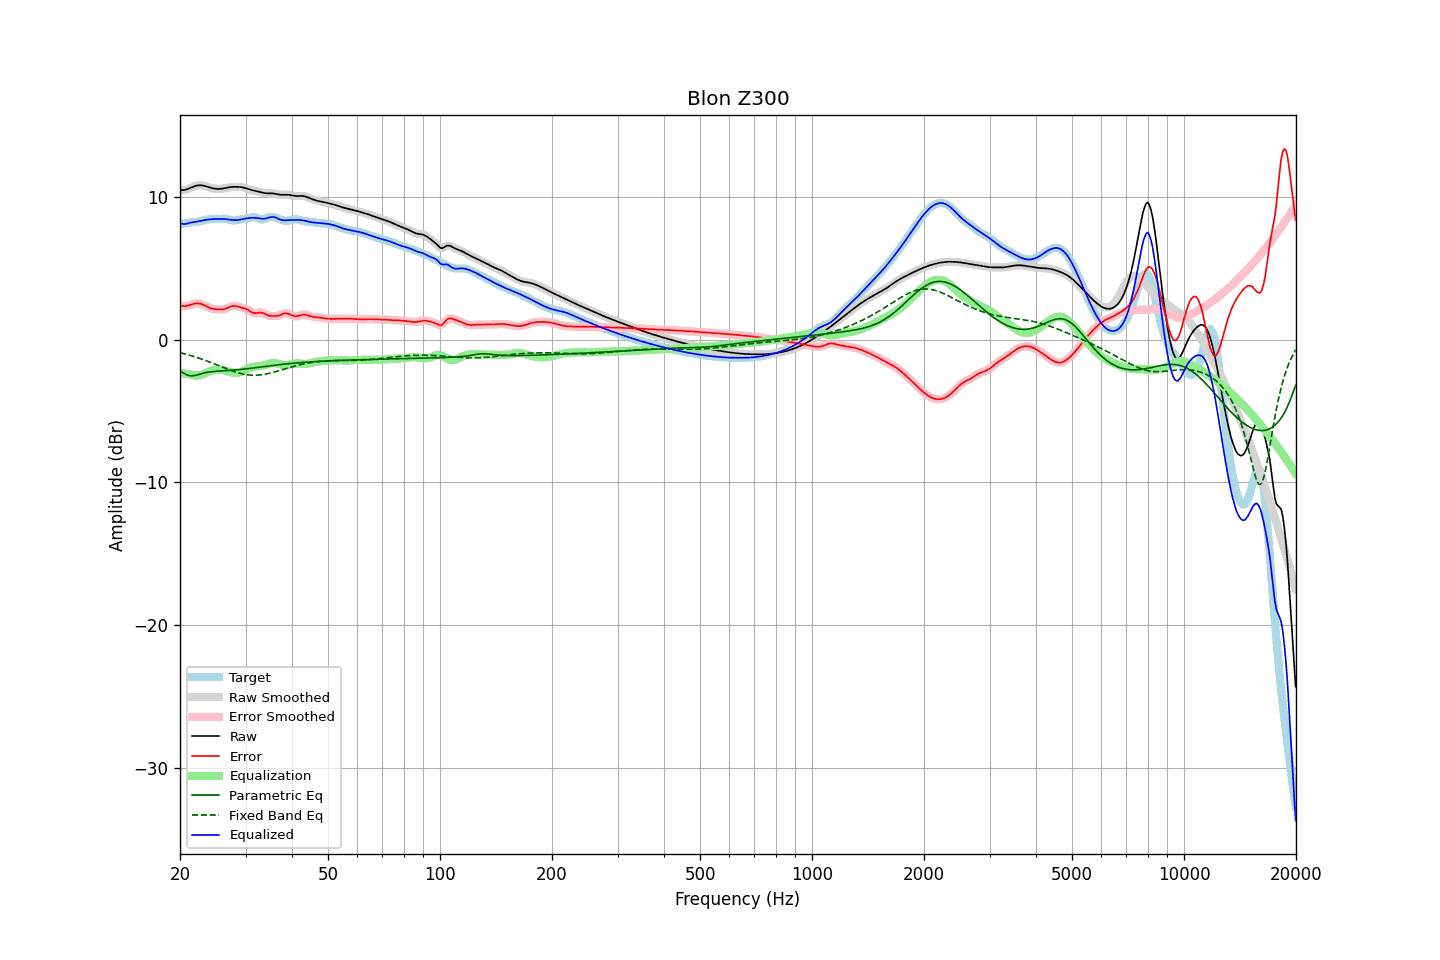 Blon Z300
Amplitude (dBr)
10
0
−10
−20
−30
Target
Raw Smoothed
Error Smoothed
Raw
Error
Equalization
Parametric Eq
Fixed Band Eq
Equalized
20 50 100 200 500 1000 2000 5000 10000 20000
Frequency (Hz)